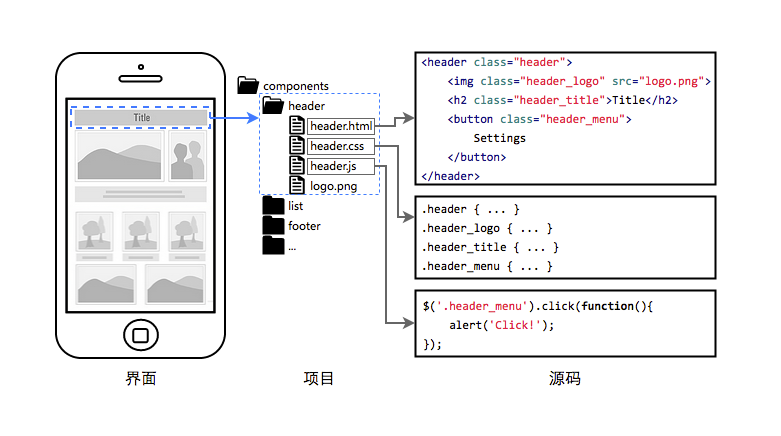 Title
components
header
header.html
header.css
header.js
logo.png
list
footer
...
<header class="header">
<img class="header_logo" src="logo.png">
<h2 class="header_title">Title</h2>
<button class="header_menu">
Settings
</button>
</header>
.header { ... }
.header_logo { ... }
.header_title { ... }
.header_menu { ... }
$('.header_menu').click(function(){
alert('Click!');
});
界面
项目
源码